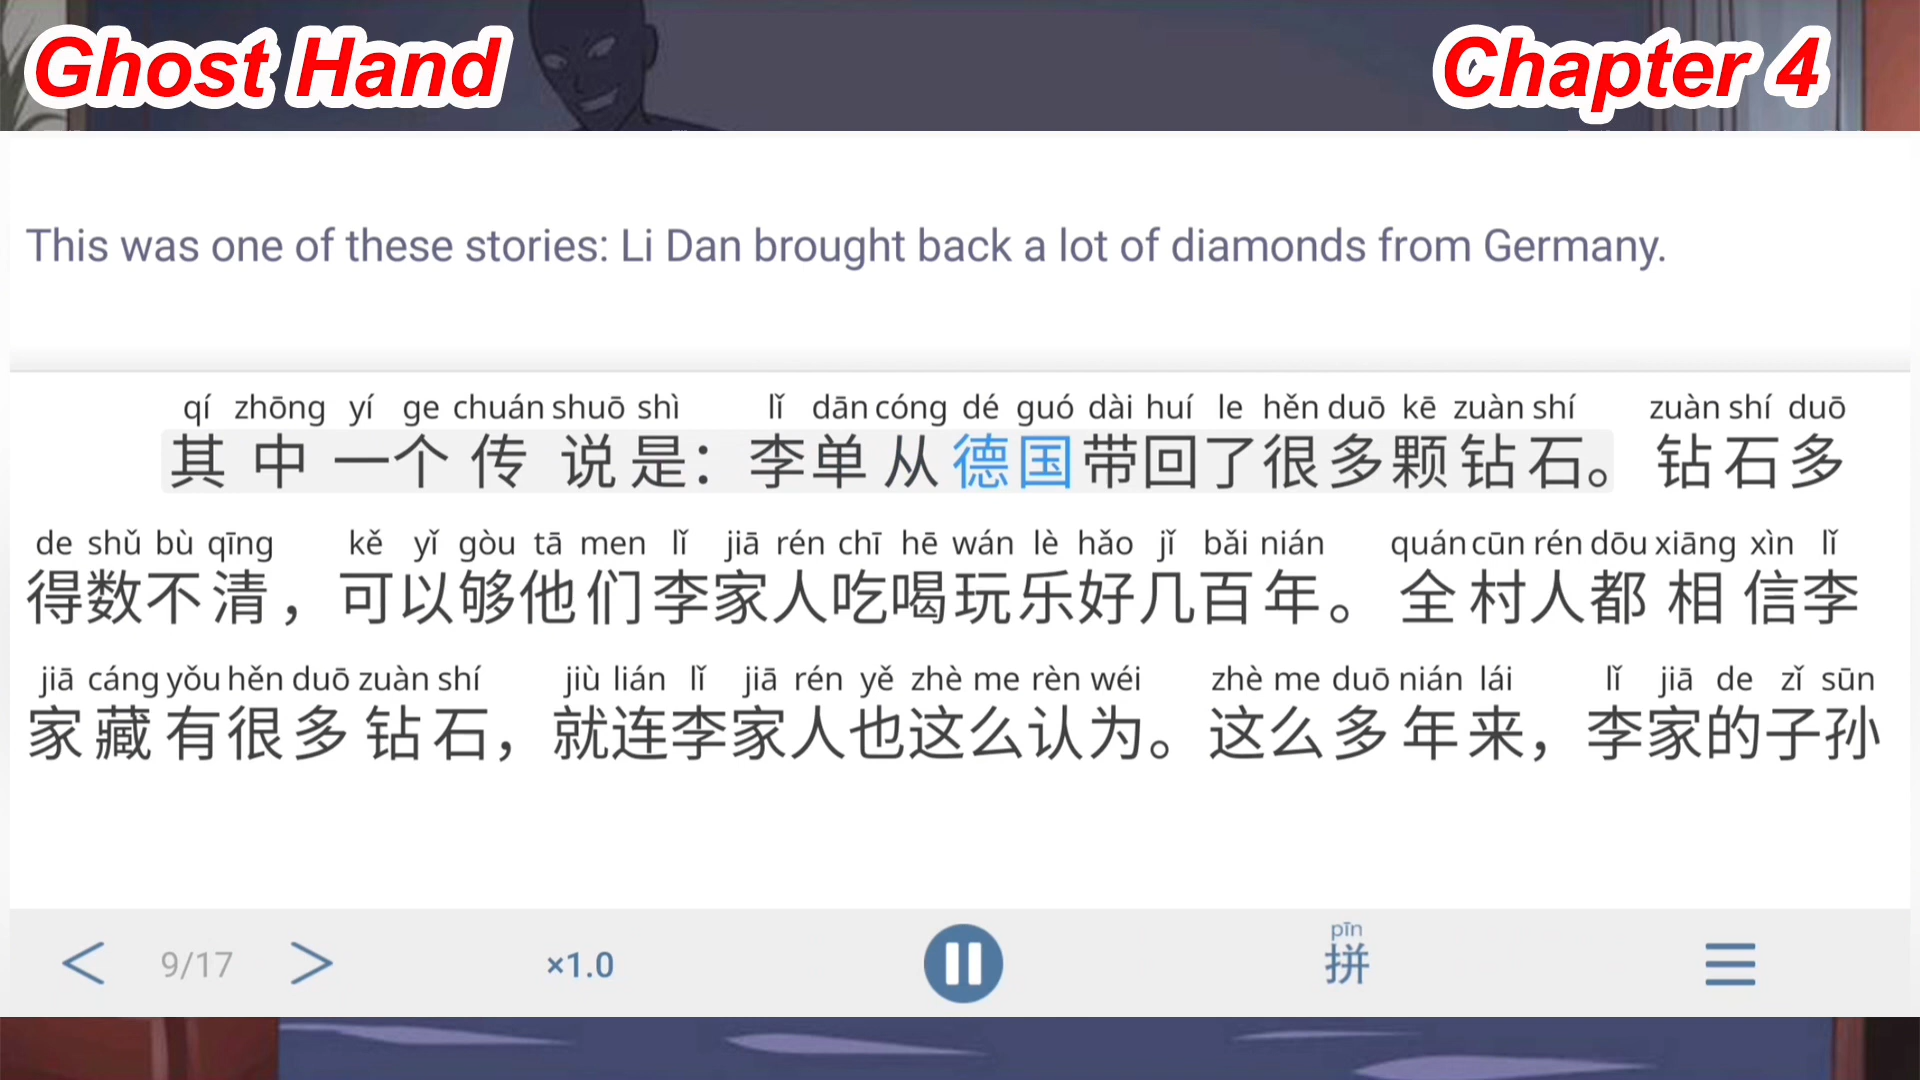 Ghost Hand
Chapter 4
This was one of these stories: Li Dan brought back a lot of diamonds from Germany.
qí zhōng yí ge chuán shuō shì lǐ dān cóng dé guó dài huí le hěn duō kē zuàn shí zuàn shí duō
其中一个传说是：李单从德国带回了很多颗钻石。钻石多
de shǔ bù qīng kě yǐ gòu tā men lǐ jiā rén chī hē wán lè hǎo jǐ bǎi nián quán cūn rén dōu xiāng xìn lǐ
得数不清，可以够他们李家人吃喝玩乐好几百年。全村人都相信李
jiā cáng yǒu hěn duō zuàn shí jiù lián lǐ jiā rén yě zhè me rèn wéi zhè me duō nián lái lǐ jiā de zǐ sūn
家藏有很多钻石，就连李家人也这么认为。这么多年来，李家的子孙
9/17
×1.0
pīn
拼